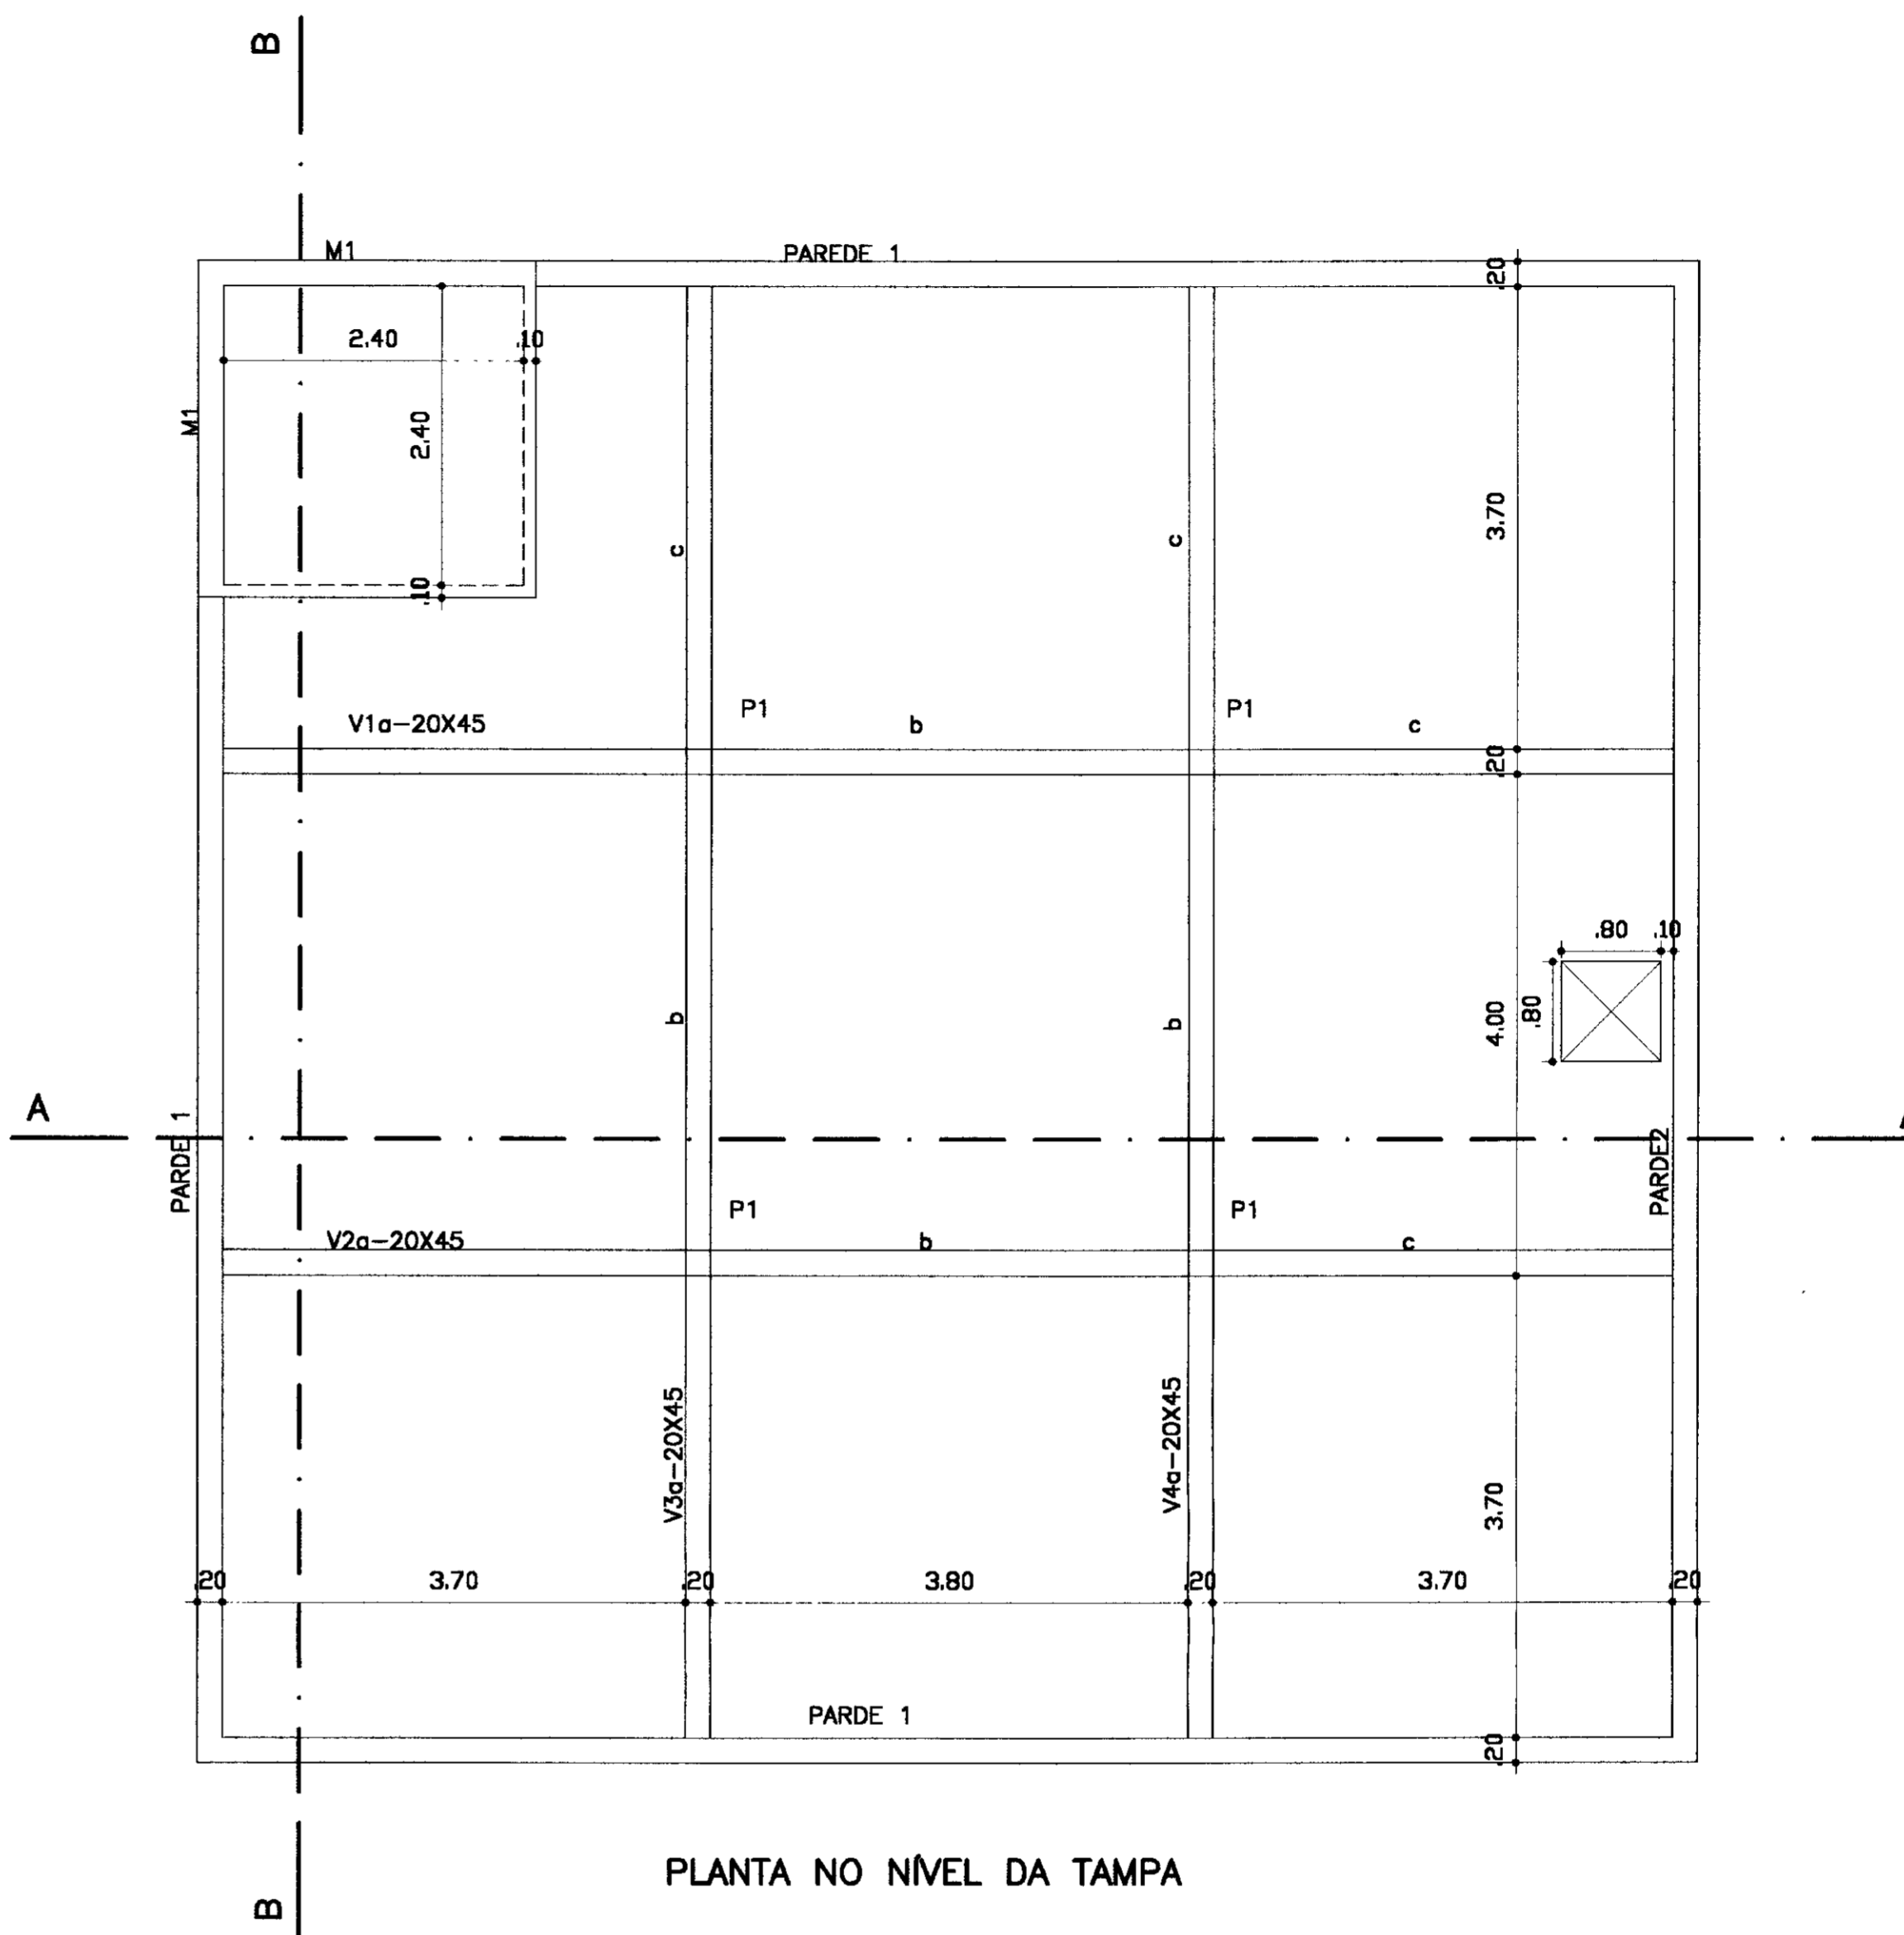 B
M1
PAREDE 1
.20
2.40
.10
M1
2.40
3.70
c
c
.10
P1
P1
V1a-20X45
b
c
.20
.80
.10
.80
4.00
b
b
A
PARDE 1
PARDE2
P1
P1
V2a-20X45
b
c
V3a-20X45
V4a-20X45
3.70
.20
3.70
.20
3.80
.20
3.70
.20
PARDE 1
.20
PLANTA NO NÍVEL DA TAMPA
B